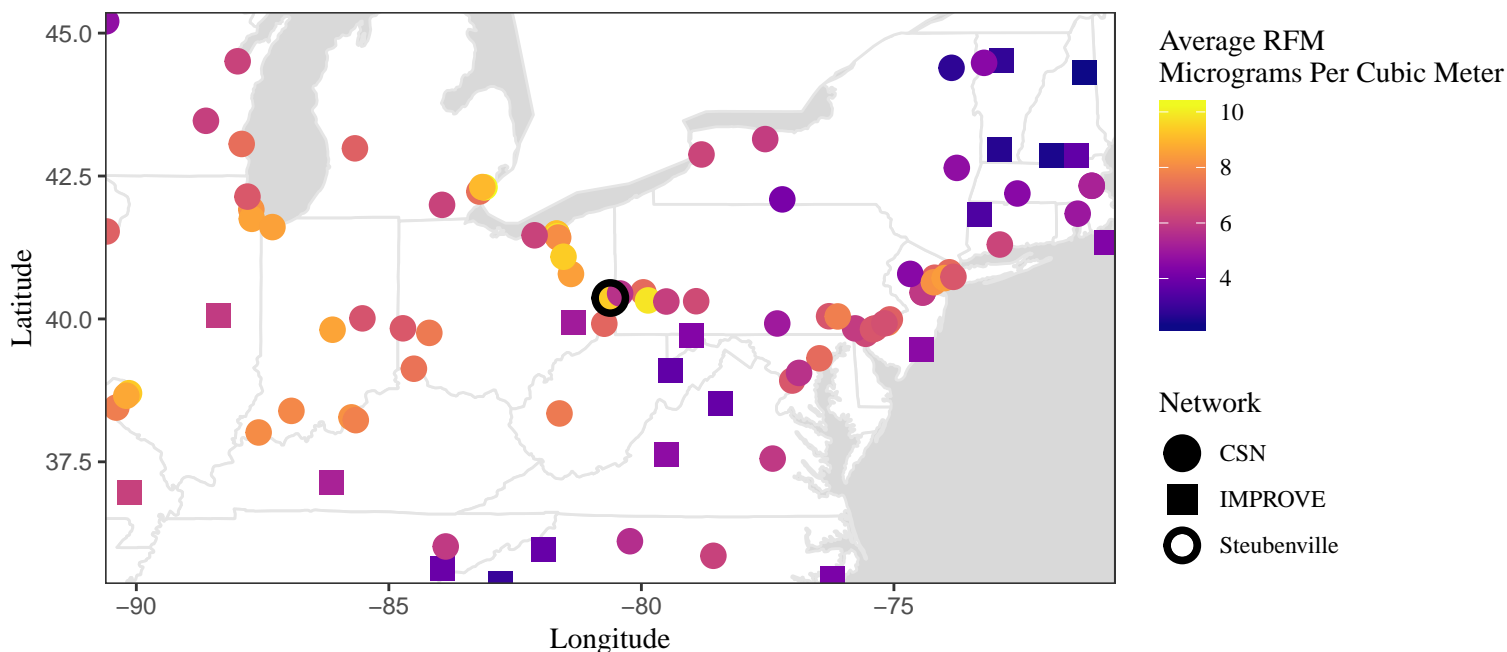 45.0
42.5
40.0
37.5
Latitude
−90
−85
−80
−75
Longitude
Average RFM
Micrograms Per Cubic Meter
10
8
6
4
Network
CSN
IMPROVE
Steubenville